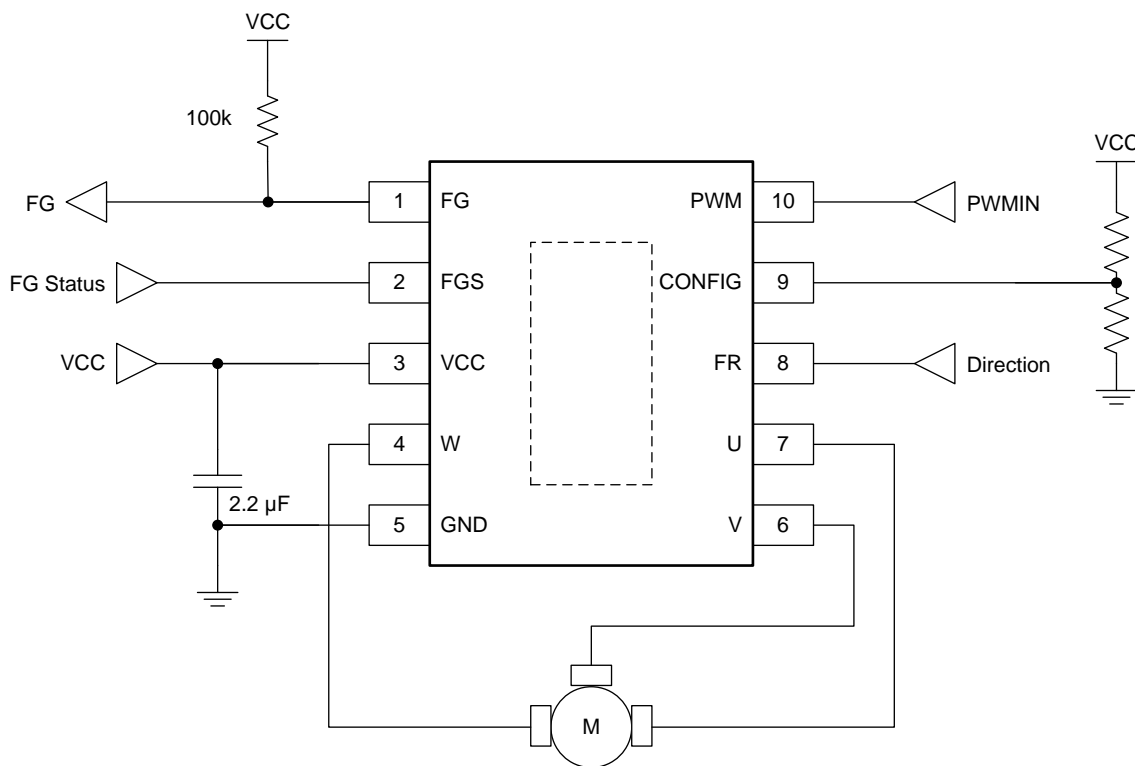 VCC
100k
VCC
FG
1
FG
PWM
10
PWMIN
FG Status
2
FGS
CONFIG
9
VCC
3
VCC
FR
8
Direction
4
W
U
7
2.2 µF
5
GND
V
6
M